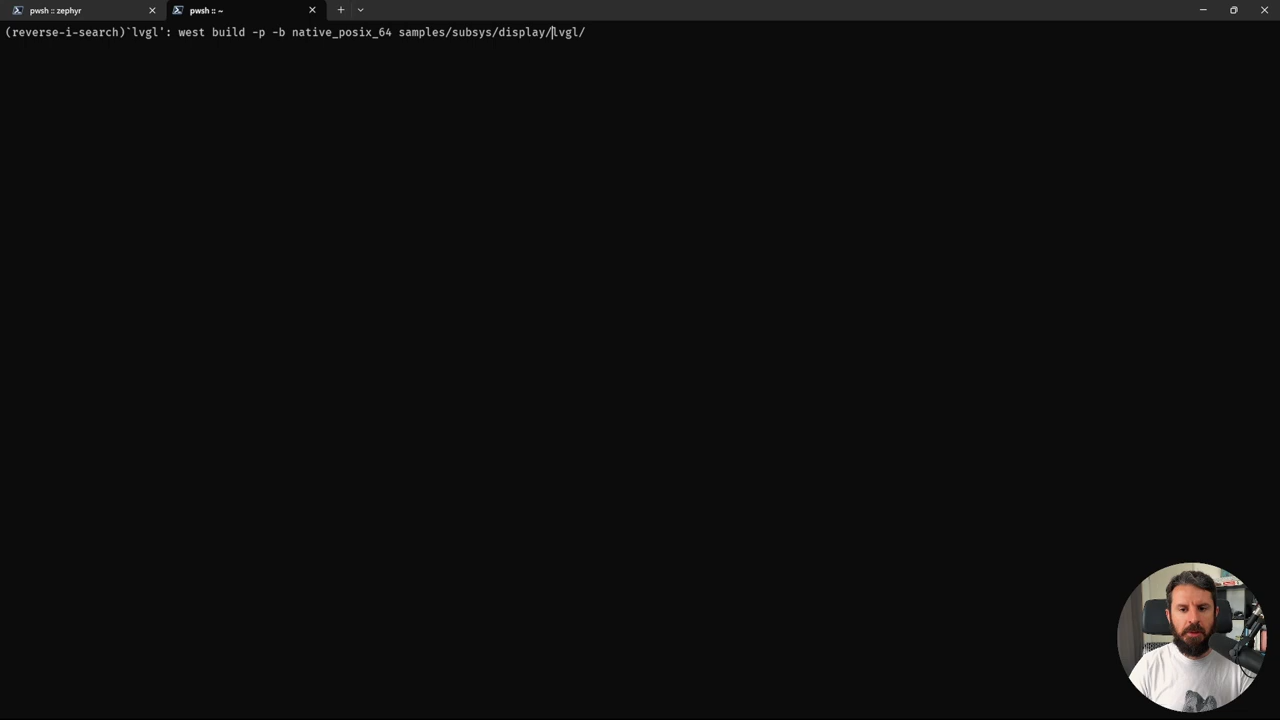 pwsh :: zephyr
pwsh :: ~
(reverse-i-search)`lvgl': west build -p -b native_posix_64 samples/subsys/display/lvgl/